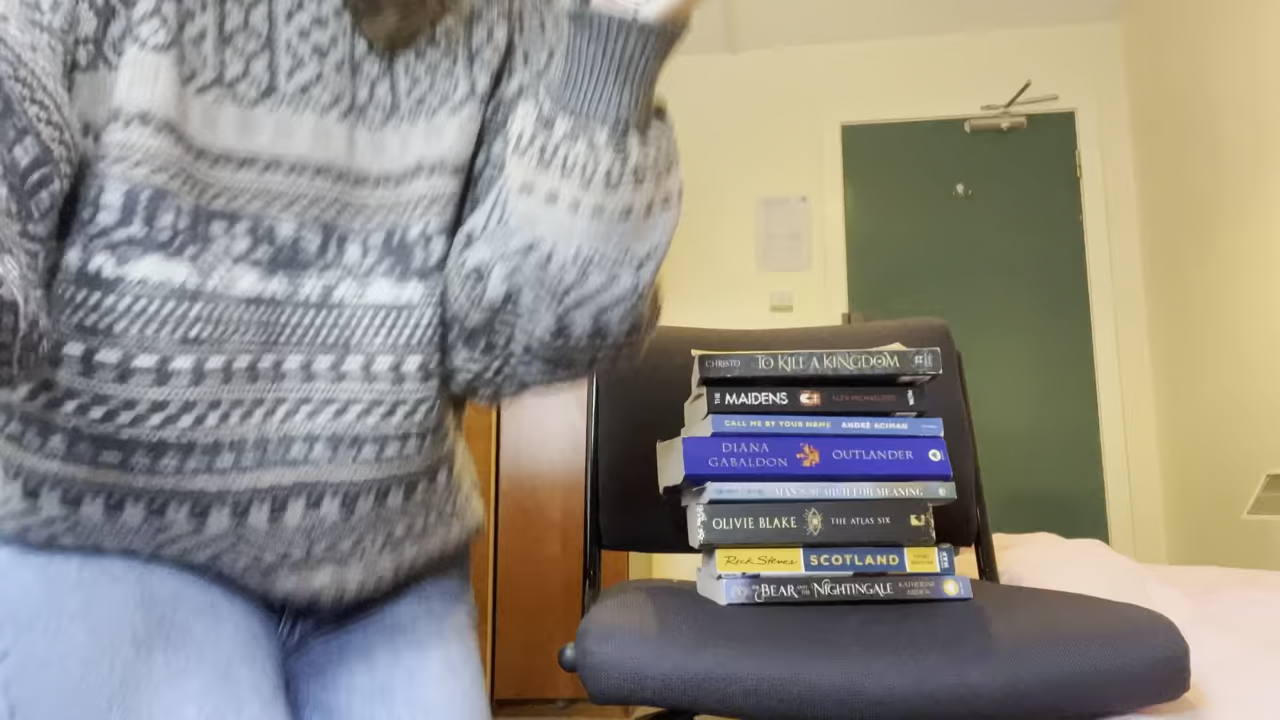 CHRISTO TO KILL A KINGDOM
THE MAIDENS ALEX MICHAELIDES
CALL ME BY YOUR NAME ANDRÉ ACIMAN
DIANA GABALDON OUTLANDER
MAN'S SEARCH FOR MEANING
OLIVIE BLAKE THE ATLAS SIX
Rick Steves SCOTLAND
THE BEAR AND THE NIGHTINGALE KATHERINE ARDEN